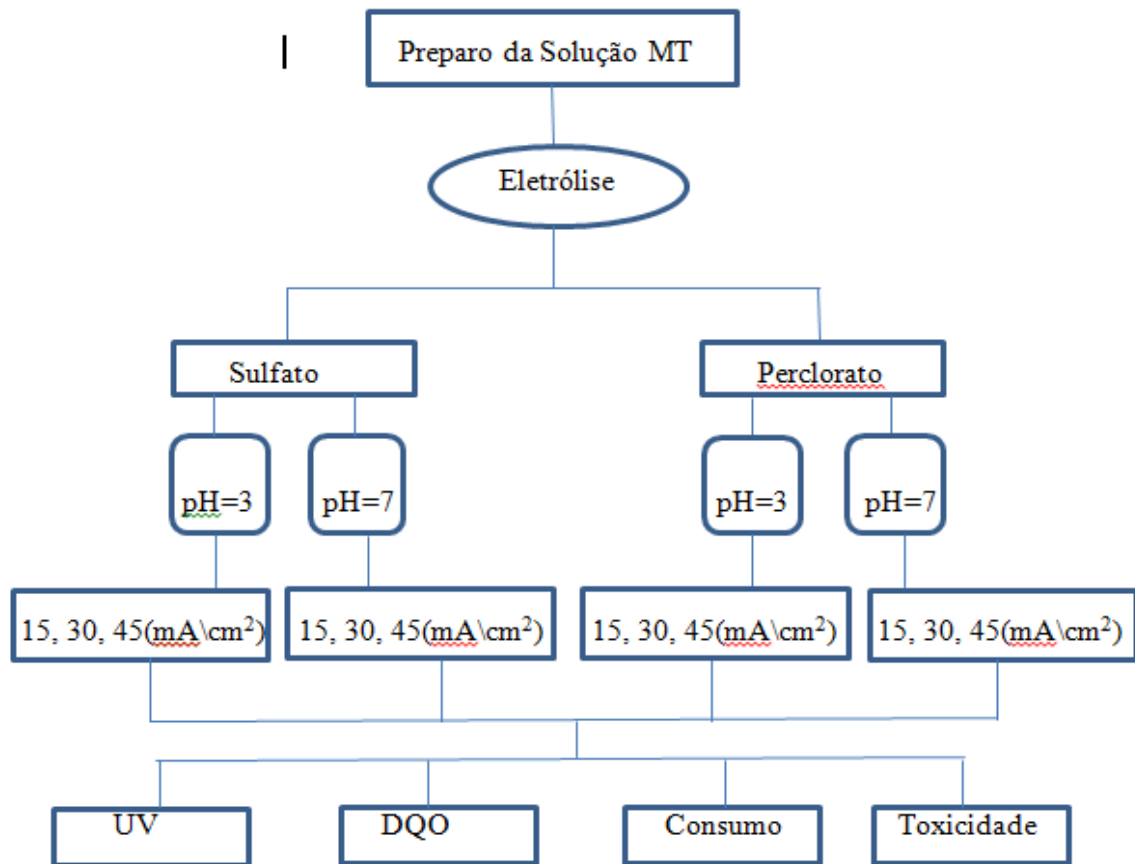 Preparo da Solução MT
Eletrólise
Sulfato
Perclorato
pH=3
pH=7
pH=3
pH=7
15, 30, 45(mA\cm²)
15, 30, 45(mA\cm²)
15, 30, 45(mA\cm²)
15, 30, 45(mA\cm²)
UV
DQO
Consumo
Toxicidade